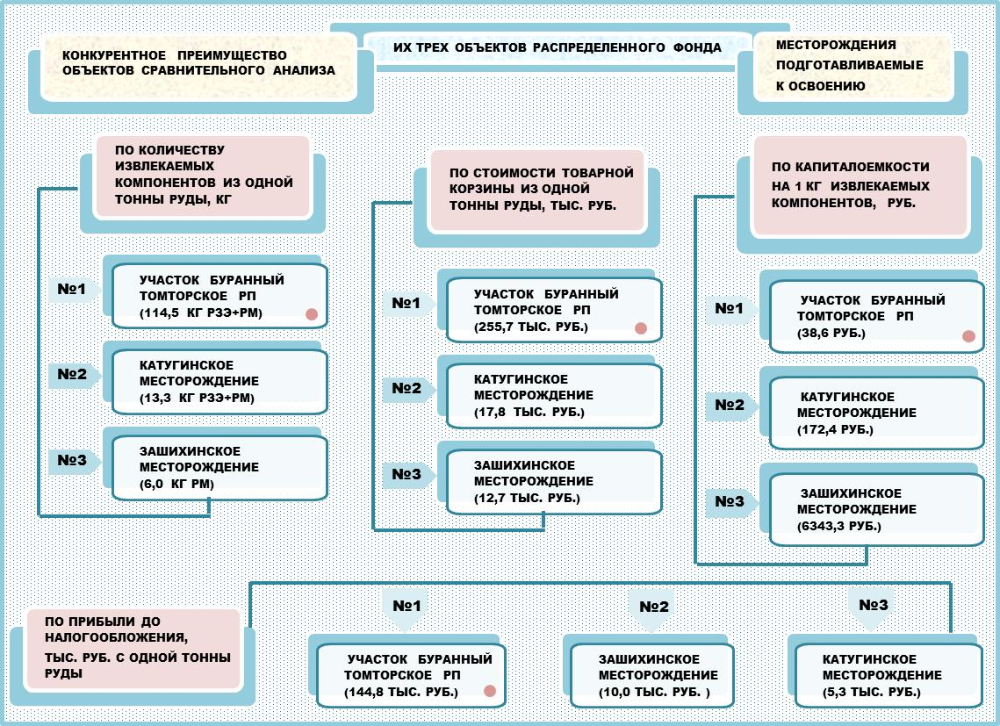 КОНКУРЕНТНОЕ ПРЕИМУЩЕСТВО
ОБЪЕКТОВ СРАВНИТЕЛЬНОГО АНАЛИЗА
ИХ ТРЕХ ОБЪЕКТОВ РАСПРЕДЕЛЕННОГО ФОНДА
МЕСТОРОЖДЕНИЯ
ПОДГОТАВЛИВАЕМЫЕ
К ОСВОЕНИЮ
ПО КОЛИЧЕСТВУ
ИЗВЛЕКАЕМЫХ
КОМПОНЕНТОВ ИЗ ОДНОЙ
ТОННЫ РУДЫ, КГ
№1
УЧАСТОК БУРАННЫЙ
ТОМТОРСКОЕ РП
(114,5 КГ РЗЭ+РМ)
№2
КАТУГИНСКОЕ
МЕСТОРОЖДЕНИЕ
(13,3 КГ РЗЭ+РМ)
№3
ЗАШИХИНСКОЕ
МЕСТОРОЖДЕНИЕ
(6,0 КГ РМ)
ПО СТОИМОСТИ ТОВАРНОЙ
КОРЗИНЫ ИЗ ОДНОЙ
ТОННЫ РУДЫ, ТЫС. РУБ.
№1
УЧАСТОК БУРАННЫЙ
ТОМТОРСКОЕ РП
(255,7 ТЫС. РУБ.)
№2
КАТУГИНСКОЕ
МЕСТОРОЖДЕНИЕ
(17,8 ТЫС. РУБ.)
№3
ЗАШИХИНСКОЕ
МЕСТОРОЖДЕНИЕ
(12,7 ТЫС. РУБ.)
ПО КАПИТАЛОЕМКОСТИ
НА 1 КГ ИЗВЛЕКАЕМЫХ
КОМПОНЕНТОВ, РУБ.
№1
УЧАСТОК БУРАННЫЙ
ТОМТОРСКОЕ РП
(38,6 РУБ.)
№2
КАТУГИНСКОЕ
МЕСТОРОЖДЕНИЕ
(172,4 РУБ.)
№3
ЗАШИХИНСКОЕ
МЕСТОРОЖДЕНИЕ
(6343,3 РУБ.)
ПО ПРИБЫЛИ ДО
НАЛОГООБЛОЖЕНИЯ,
ТЫС. РУБ. С ОДНОЙ ТОННЫ
РУДЫ
№1
УЧАСТОК БУРАННЫЙ
ТОМТОРСКОЕ РП
(144,8 ТЫС. РУБ.)
№2
ЗАШИХИНСКОЕ
МЕСТОРОЖДЕНИЕ
(10,0 ТЫС. РУБ. )
№3
КАТУГИНСКОЕ
МЕСТОРОЖДЕНИЕ
(5,3 ТЫС. РУБ.)